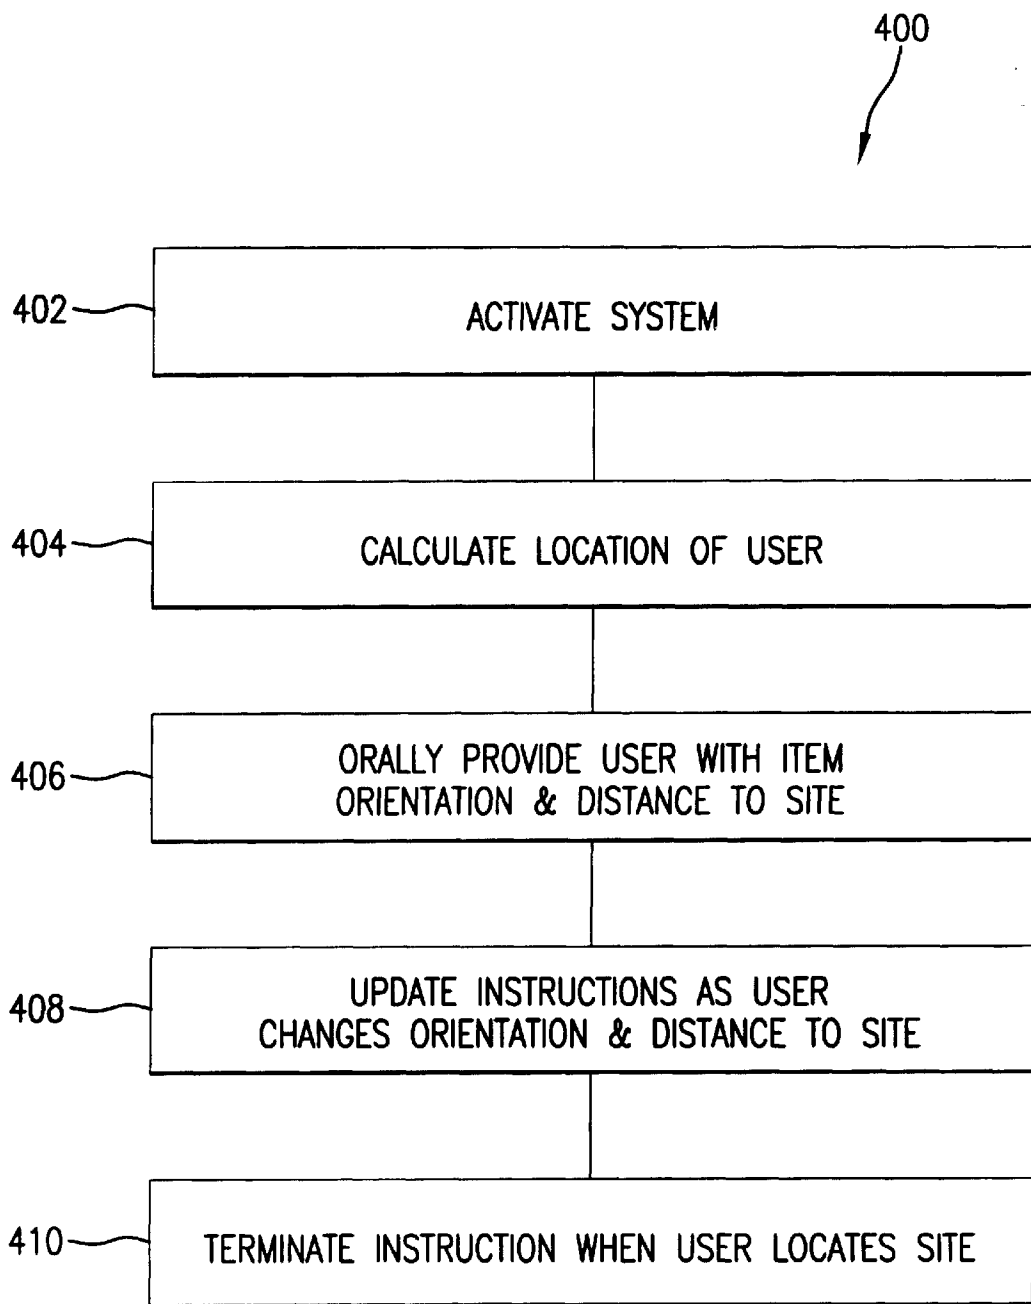 400
402
ACTIVATE SYSTEM
404
CALCULATE LOCATION OF USER
406
ORALLY PROVIDE USER WITH ITEM
ORIENTATION & DISTANCE TO SITE
408
UPDATE INSTRUCTIONS AS USER
CHANGES ORIENTATION & DISTANCE TO SITE
410
TERMINATE INSTRUCTION WHEN USER LOCATES SITE